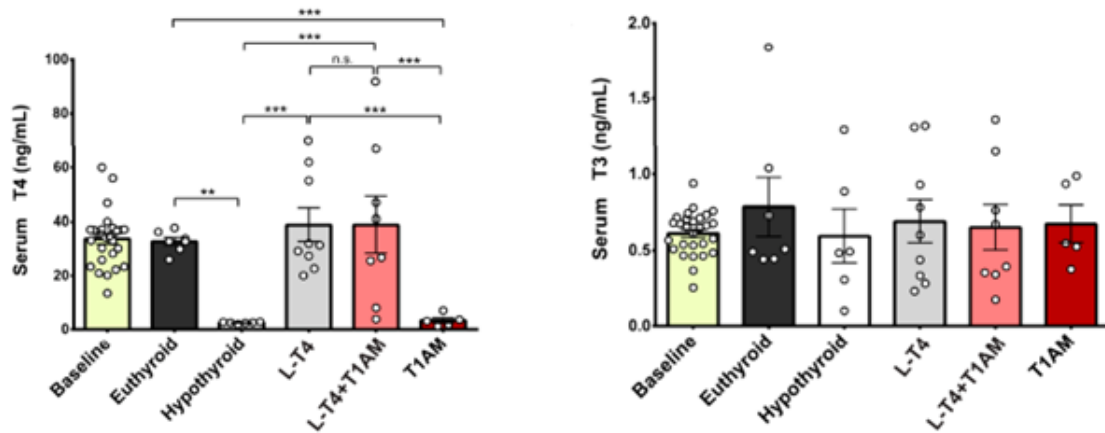 ***
***
n.s.
***
***
***
**
100
80
60
40
20
0
Serum T4 (ng/mL)
Baseline
Euthyroid
Hypothyroid
L-T4
L-T4+T1AM
T1AM
2.0
1.5
1.0
0.5
0.0
Serum T3 (ng/mL)
Baseline
Euthyroid
Hypothyroid
L-T4
L-T4+T1AM
T1AM